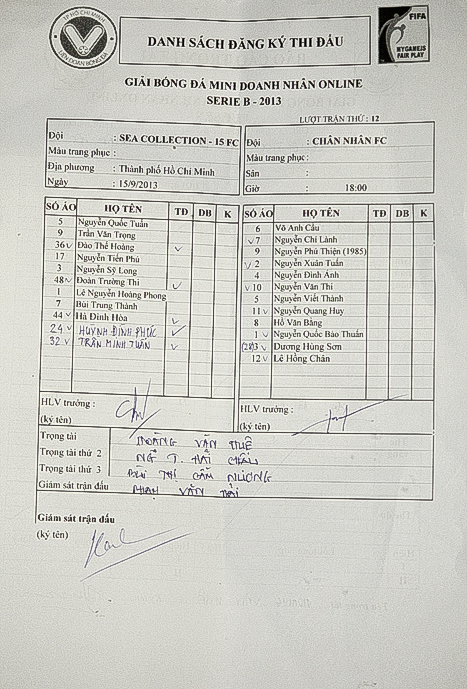 TP HỒ CHÍ MINH
LIÊN ĐOÀN BÓNG ĐÁ
DANH SÁCH ĐĂNG KÝ THI ĐẤU
FIFA
MY GAME IS
FAIR PLAY
GIẢI BÓNG ĐÁ MINI DOANH NHÂN ONLINE
SERIE B - 2013
LƯỢT TRẬN THỨ : 12
Đội : SEA COLLECTION - 15 FC
Màu trang phục :
Địa phương : Thành phố Hồ Chí Minh
Ngày : 15/9/2013
Đội : CHÂN NHÂN FC
Màu trang phục :
Sân :
Giờ 18:00
SỐ ÁO HỌ TÊN TĐ DB K
5 Nguyễn Quốc Tuấn
9 Trần Văn Trọng
36 Đào Thế Hoàng
17 Nguyễn Tiến Phú
3 Nguyễn Sỹ Long
48 Đoàn Trường Thi
1 Lê Nguyễn Hoàng Phong
7 Bùi Trung Thành
44 Hà Đình Hòa
24 HUỲNH ĐÌNH PHÚC
32 TRẦN MINH TUẤN
SỐ ÁO HỌ TÊN TĐ DB K
6 Võ Anh Cầu
7 Nguyễn Chí Lành
9 Nguyễn Phú Thiện (1985)
2 Nguyễn Xuân Tuấn
4 Nguyễn Đình Ánh
10 Nguyễn Văn Thi
5 Nguyễn Viết Thành
11 Nguyễn Quang Huy
8 Hồ Văn Bằng
1 Nguyễn Quốc Bảo Thuần
3 Dương Hùng Sơn
12 Lê Hồng Chân
HLV trưởng :
(ký tên)
HLV trưởng :
(ký tên)
Trọng tài HOÀNG VĂN THUẾ
Trọng tài thứ 2 NGÔ T. HẢI CHÂU
Trọng tài thứ 3 BÙI THỊ CẨM NƯƠNG
Giám sát trận đấu PHAN VĂN
Giám sát trận đấu
(ký tên)